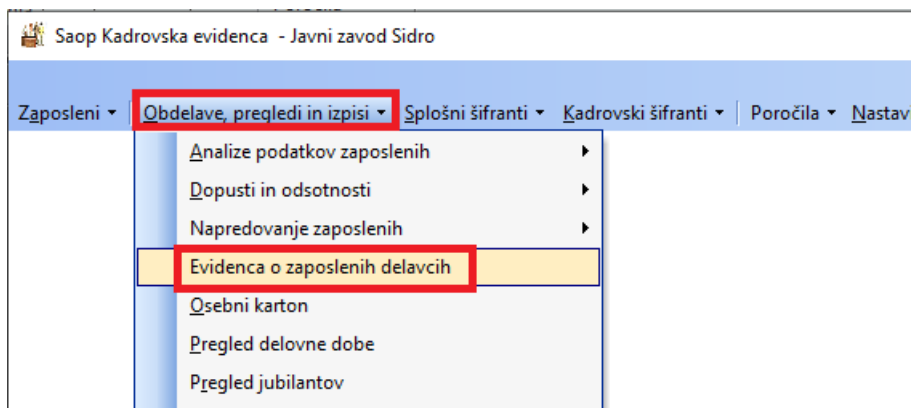 Saop Kadrovska evidenca - Javni zavod Sidro
Zaposleni Obdelave, pregledi in izpisi Splošni šifranti Kadrovski šifranti Poročila Nastav
Analize podatkov zaposlenih
Dopusti in odsotnosti
Napredovanje zaposlenih
Evidenca o zaposlenih delavcih
Osebni karton
Pregled delovne dobe
Pregled jubilantov